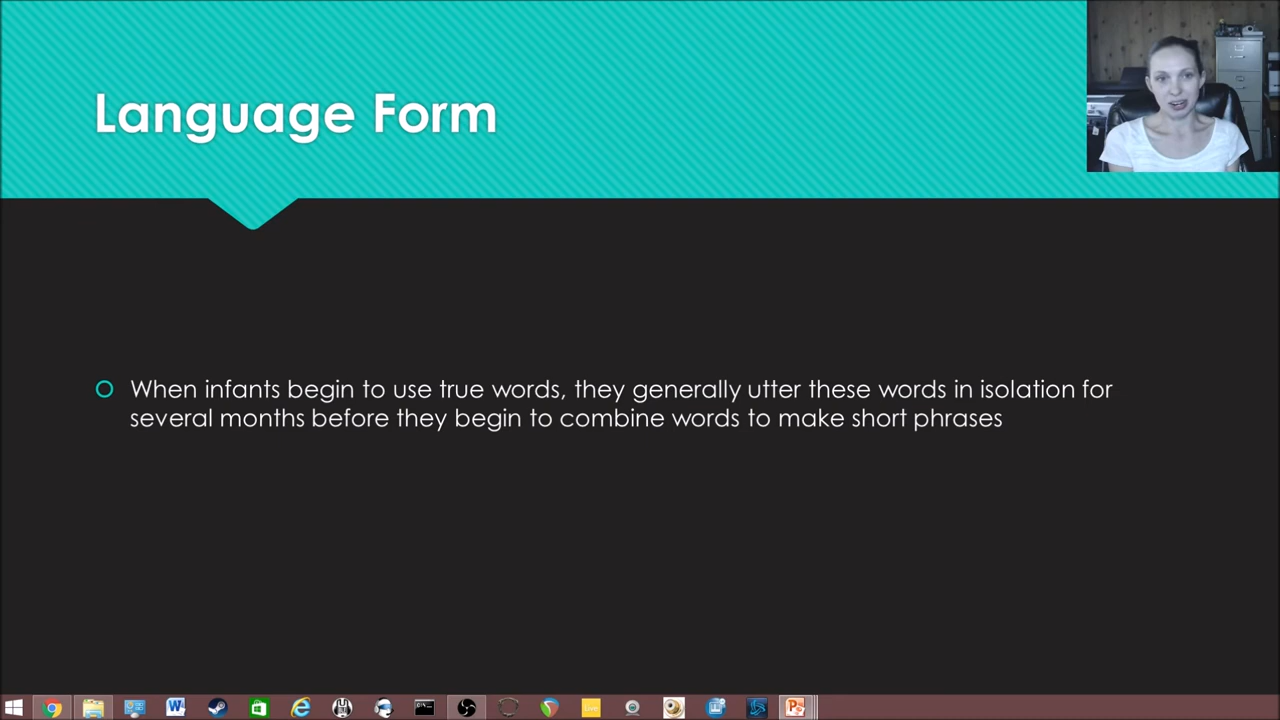 Language Form
When infants begin to use true words, they generally utter these words in isolation for
several months before they begin to combine words to make short phrases